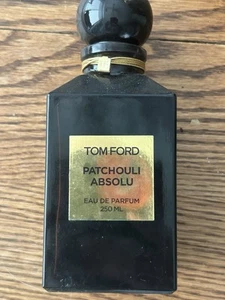 TOM FORD
PATCHOULI
ABSOLU
EAU DE PARFUM
250 ML